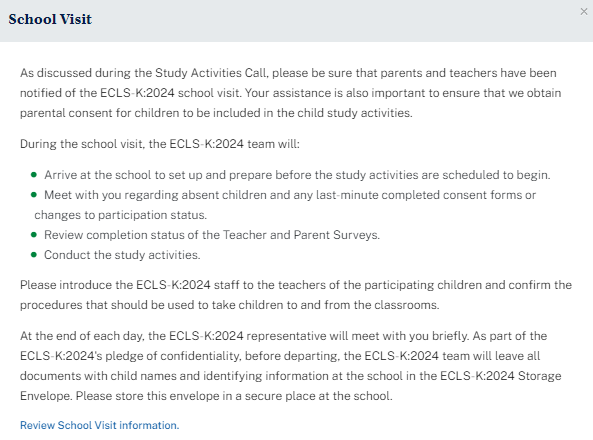 School Visit
As discussed during the Study Activities Call, please be sure that parents and teachers have been
notified of the ECLS-K:2024 school visit. Your assistance is also important to ensure that we obtain
parental consent for children to be included in the child study activities.
During the school visit, the ECLS-K:2024 team will:
● Arrive at the school to set up and prepare before the study activities are scheduled to begin.
● Meet with you regarding absent children and any last-minute completed consent forms or
changes to participation status.
● Review completion status of the Teacher and Parent Surveys.
● Conduct the study activities.
Please introduce the ECLS-K:2024 staff to the teachers of the participating children and confirm the
procedures that should be used to take children to and from the classrooms.
At the end of each day, the ECLS-K:2024 representative will meet with you briefly. As part of the
ECLS-K:2024's pledge of confidentiality, before departing, the ECLS-K:2024 team will leave all
documents with child names and identifying information at the school in the ECLS-K:2024 Storage
Envelope. Please store this envelope in a secure place at the school.
Review School Visit information.